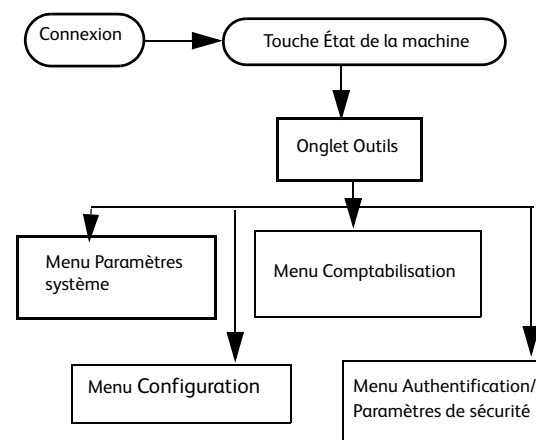 Connexion
Touche État de la machine
Onglet Outils
Menu Paramètres
système
Menu Comptabilisation
Menu Configuration
Menu Authentification/
Paramètres de sécurité